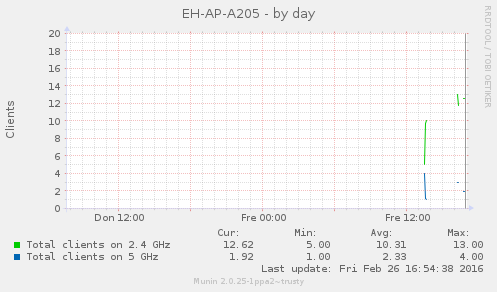 EH-AP-A205 - by day
RRDTOOL / TOBI OETIKER
Clients
20
18
16
14
12
10
8
6
4
2
0
Don 12:00 Fre 00:00 Fre 12:00
Cur: Min: Avg: Max:
Total clients on 2.4 GHz 12.62 5.00 10.31 13.00
Total clients on 5 GHz 1.92 1.00 2.33 4.00
Last update: Fri Feb 26 16:54:38 2016
Munin 2.0.25-1ppa2~trusty